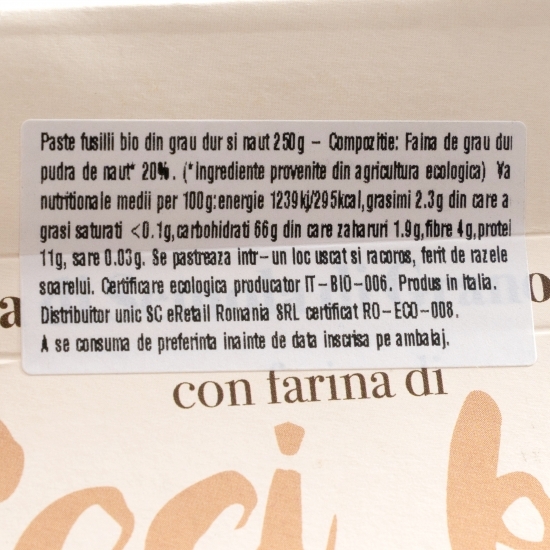 Paste fusilli bio din grau dur si naut 250g - Compozitie: Faina de grau dur
pudra de naut* 20%. (*Ingrediente provenite din agricultura ecologica) Va
nutritionale medii per 100g:energie 1239kj/295kcal,grasimi 2.3g din care a
grasi saturati <0.1g,carbohidrati 66g din care zaharuri 1.9g,fibre 4g,protei
11g, sare 0.03g. Se pastreaza intr-un loc uscat si racoros, ferit de razele
soarelui. Certificare ecologica producator IT-BIO-006. Produs in Italia.
Distribuitor unic SC eRetail Romania SRL certificat RO-ECO-008.
A se consuma de preferinta inainte de data inscrisa pe ambalaj.
con farina di